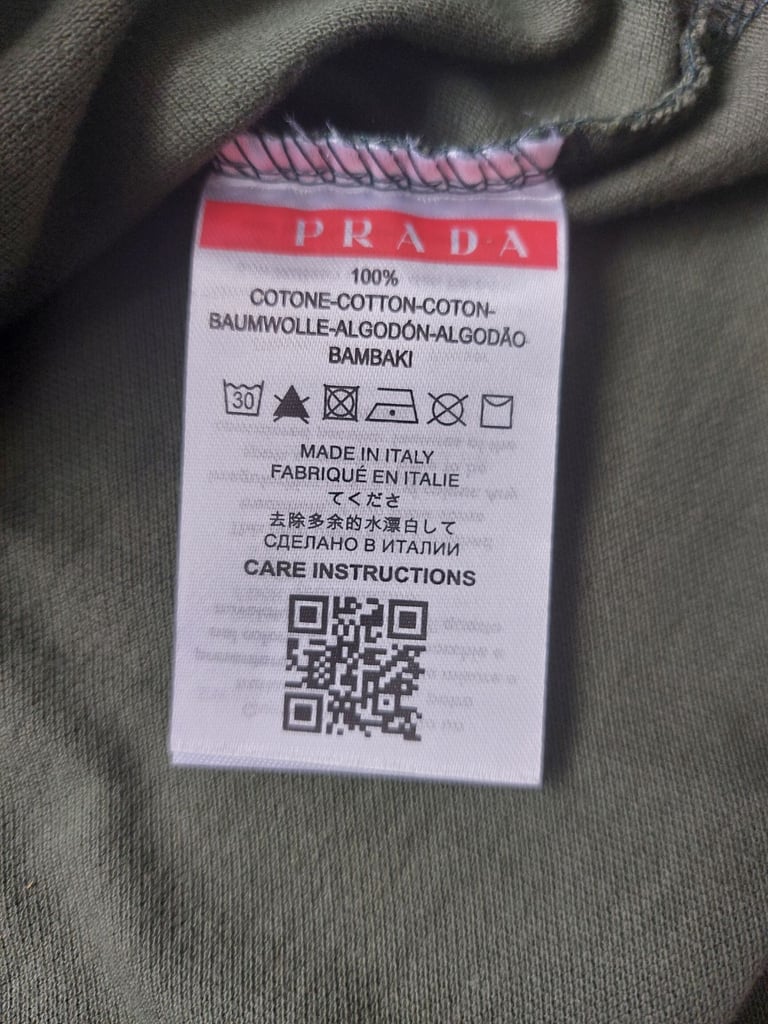 PRADA
100%
COTONE-COTTON-COTON-
BAUMWOLLE-ALGODÓN-ALGODÃO
BAMBAKI
30
MADE IN ITALY
FABRIQUÉ EN ITALIE
てくださ
去除多余的水漂白して
СДЕЛАНО В ИТАЛИИ
CARE INSTRUCTIONS